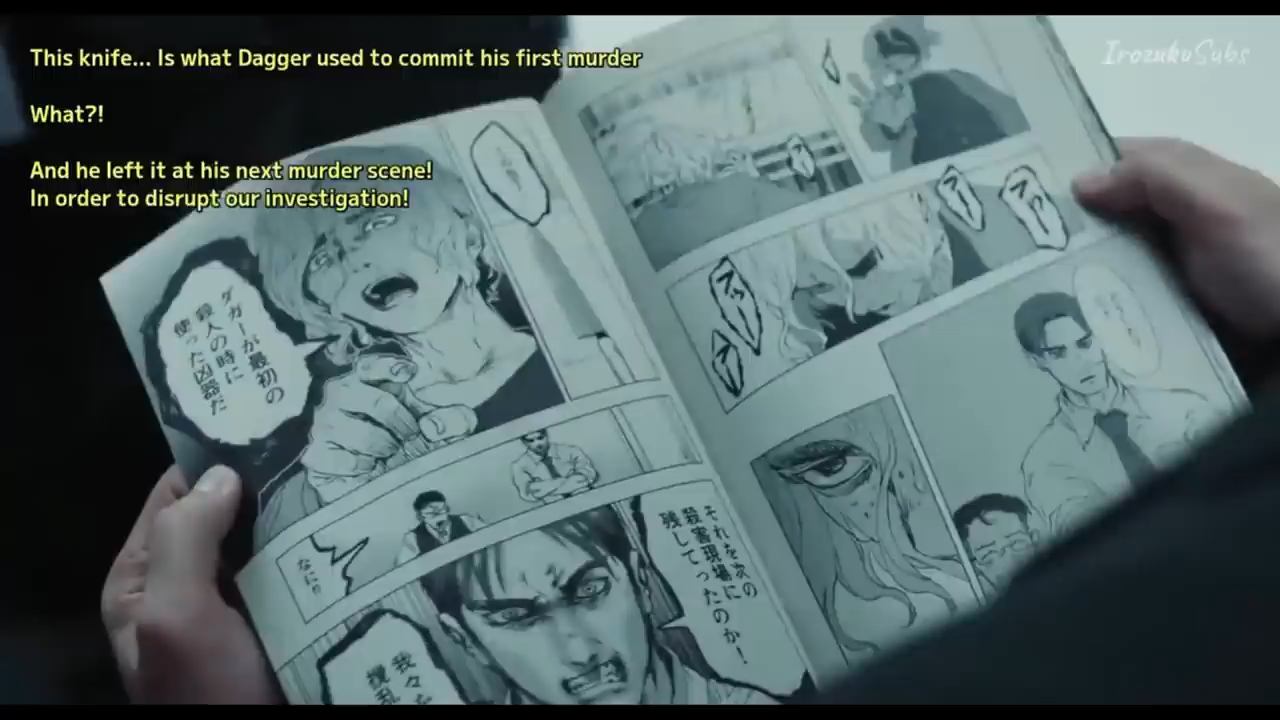 This knife... Is what Dagger used to commit his first murder
What?!
And he left it at his next murder scene!
In order to disrupt our investigation!
IrozukuSubs
ダガーが最初の
殺人の時に
使った凶器だ
なにッ
それを次の
殺害現場に
残してったのか!
我々を
攪乱